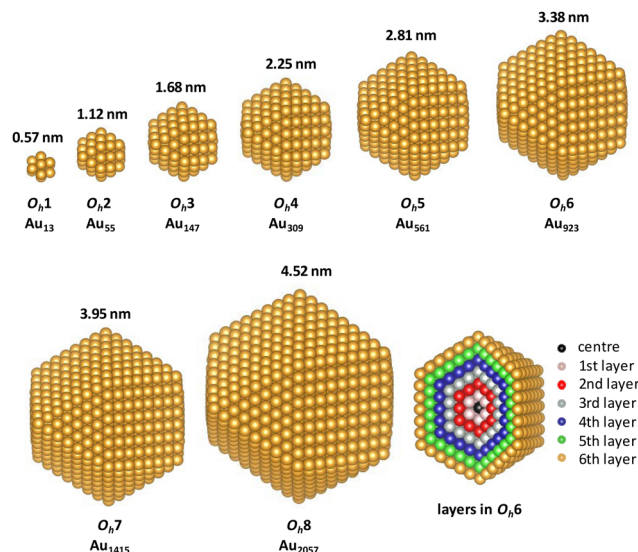 3.38 nm
2.81 nm
2.25 nm
1.68 nm
1.12 nm
0.57 nm
Oh1 Oh2 Oh3 Oh4 Oh5 Oh6
Au13 Au55 Au147 Au309 Au561 Au923
4.52 nm
3.95 nm
centre
1st layer
2nd layer
3rd layer
4th layer
5th layer
6th layer
layers in Oh6
Oh7 Oh8
Au1415 Au2057